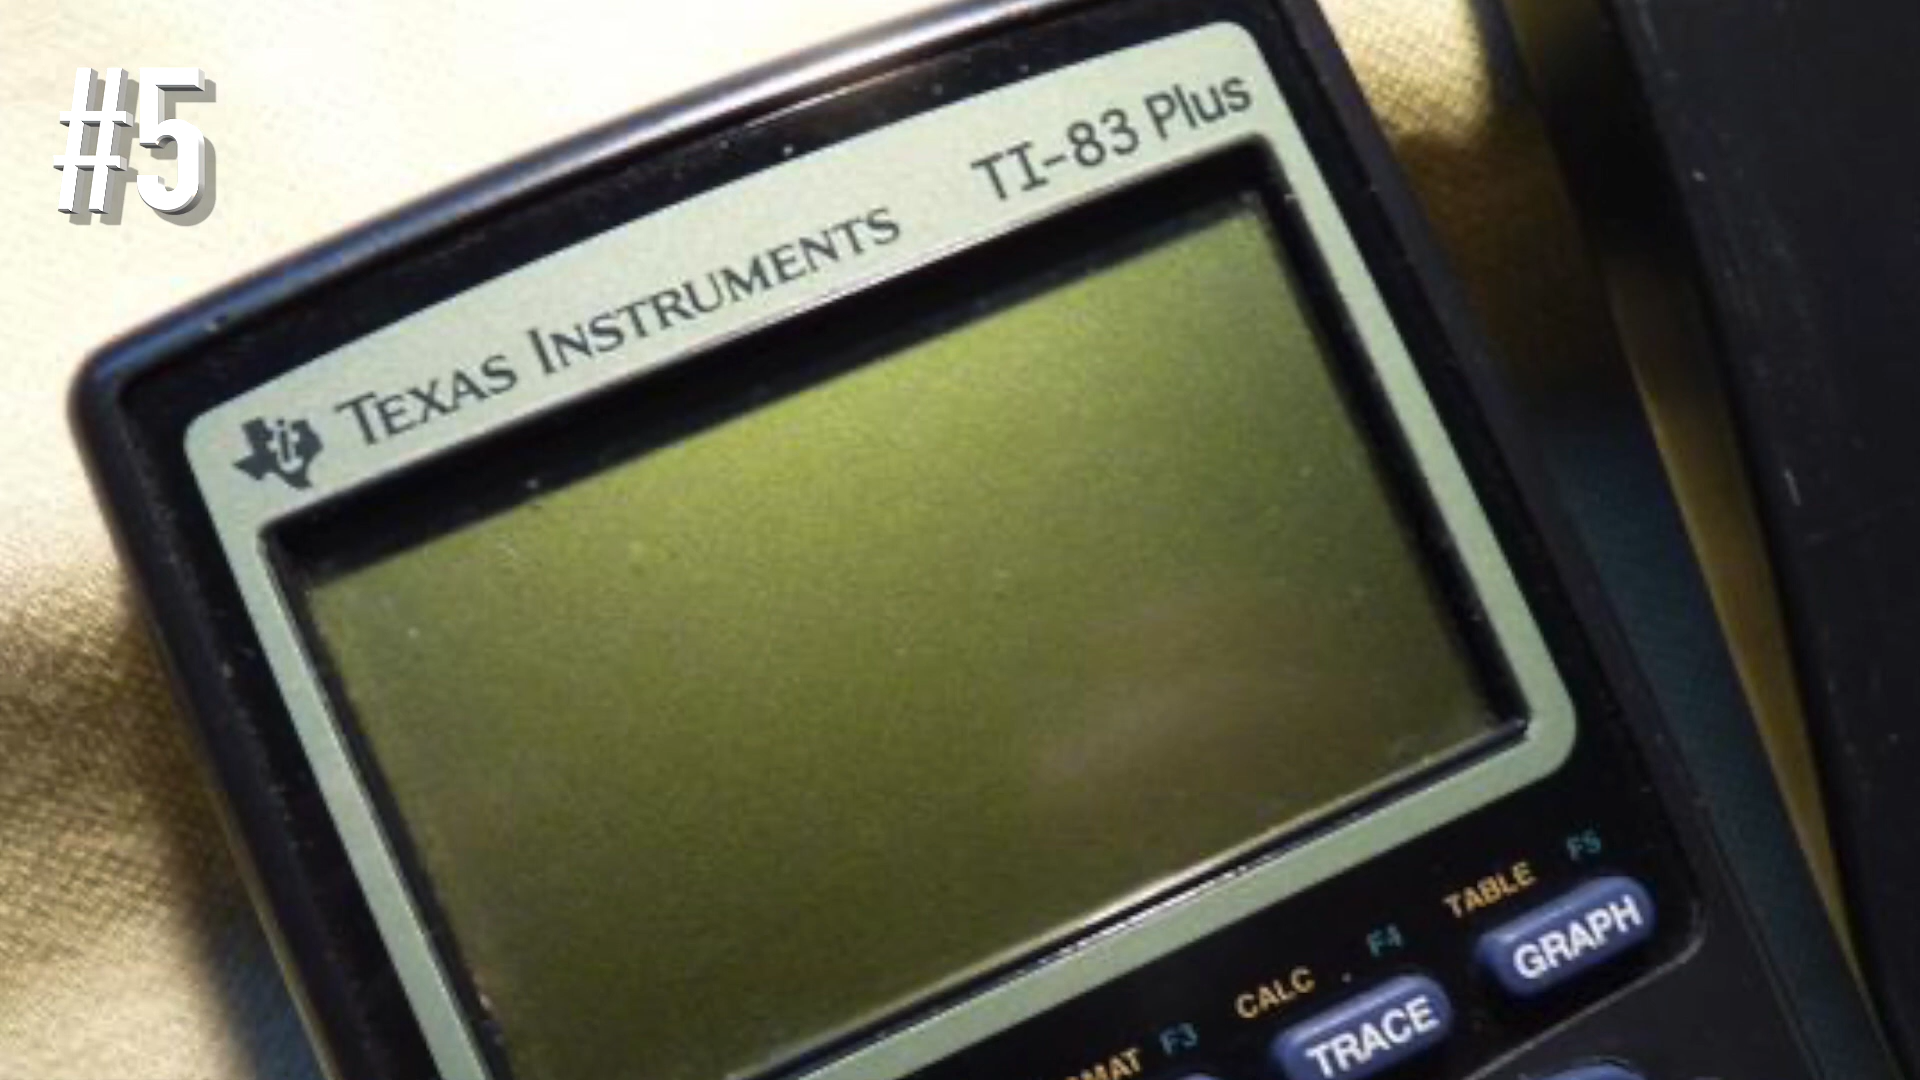 #5
TI-83 Plus
TEXAS INSTRUMENTS
TABLE F5
GRAPH
CALC F4
TRACE
F3